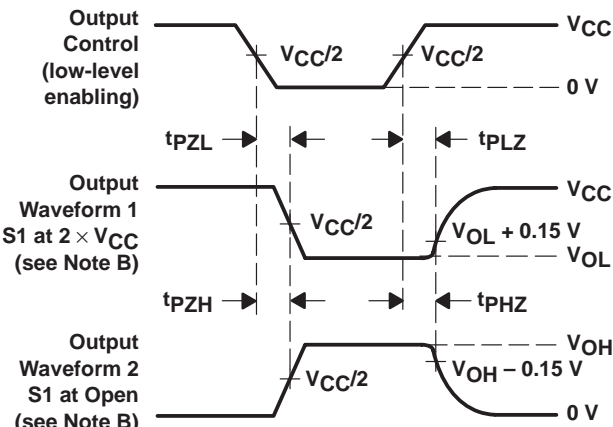 Output
Control
(low-level
enabling)
VCC/2
VCC/2
VCC
0 V
tPZL
tPLZ
Output
Waveform 1
S1 at 2 × VCC
(see Note B)
VCC/2
VCC
VOL + 0.15 V
VOL
tPZH
tPHZ
Output
Waveform 2
S1 at Open
(see Note B)
VCC/2
VOH
VOH – 0.15 V
0 V